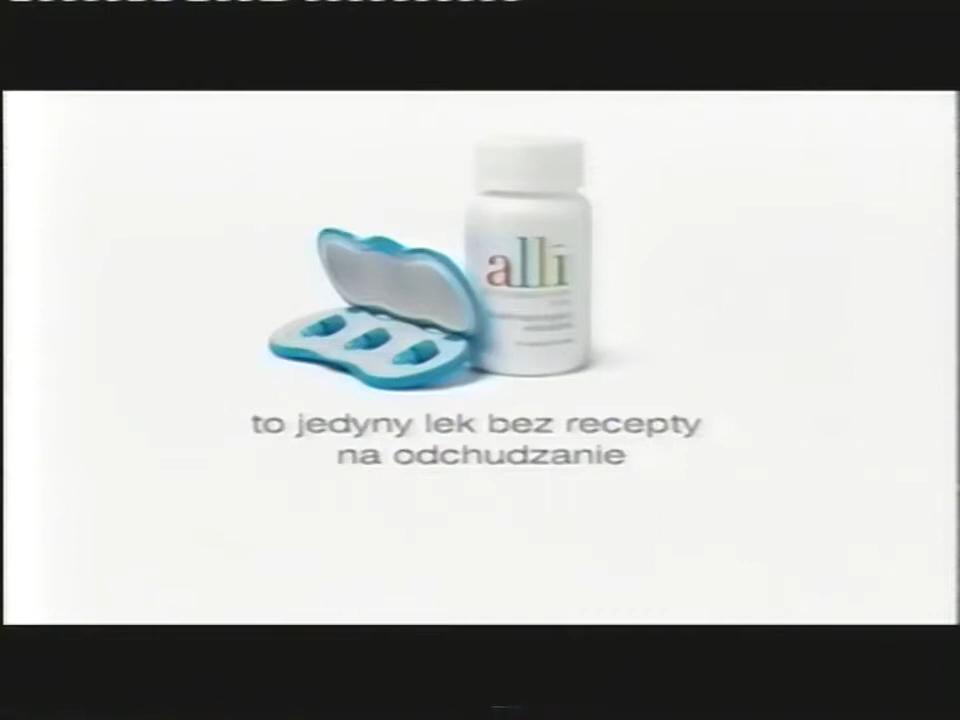 alli
to jedyny lek bez recepty
na odchudzanie